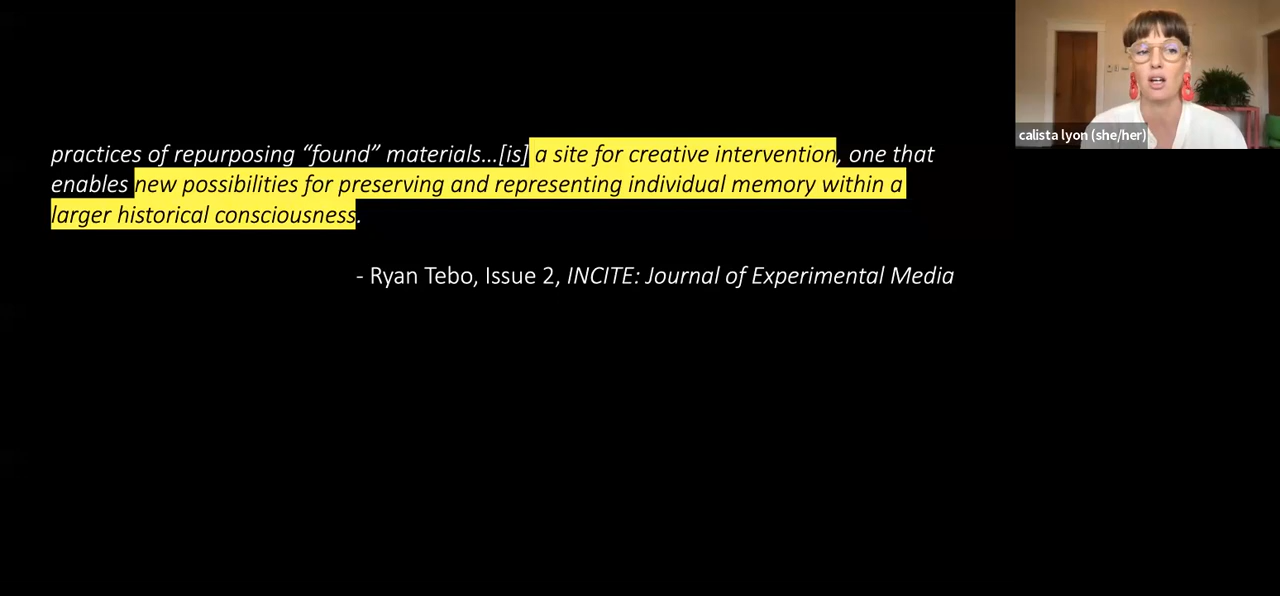 practices of repurposing “found” materials...[is] a site for creative intervention, one that
enables new possibilities for preserving and representing individual memory within a
larger historical consciousness.
- Ryan Tebo, Issue 2, INCITE: Journal of Experimental Media
calista lyon (she/her)